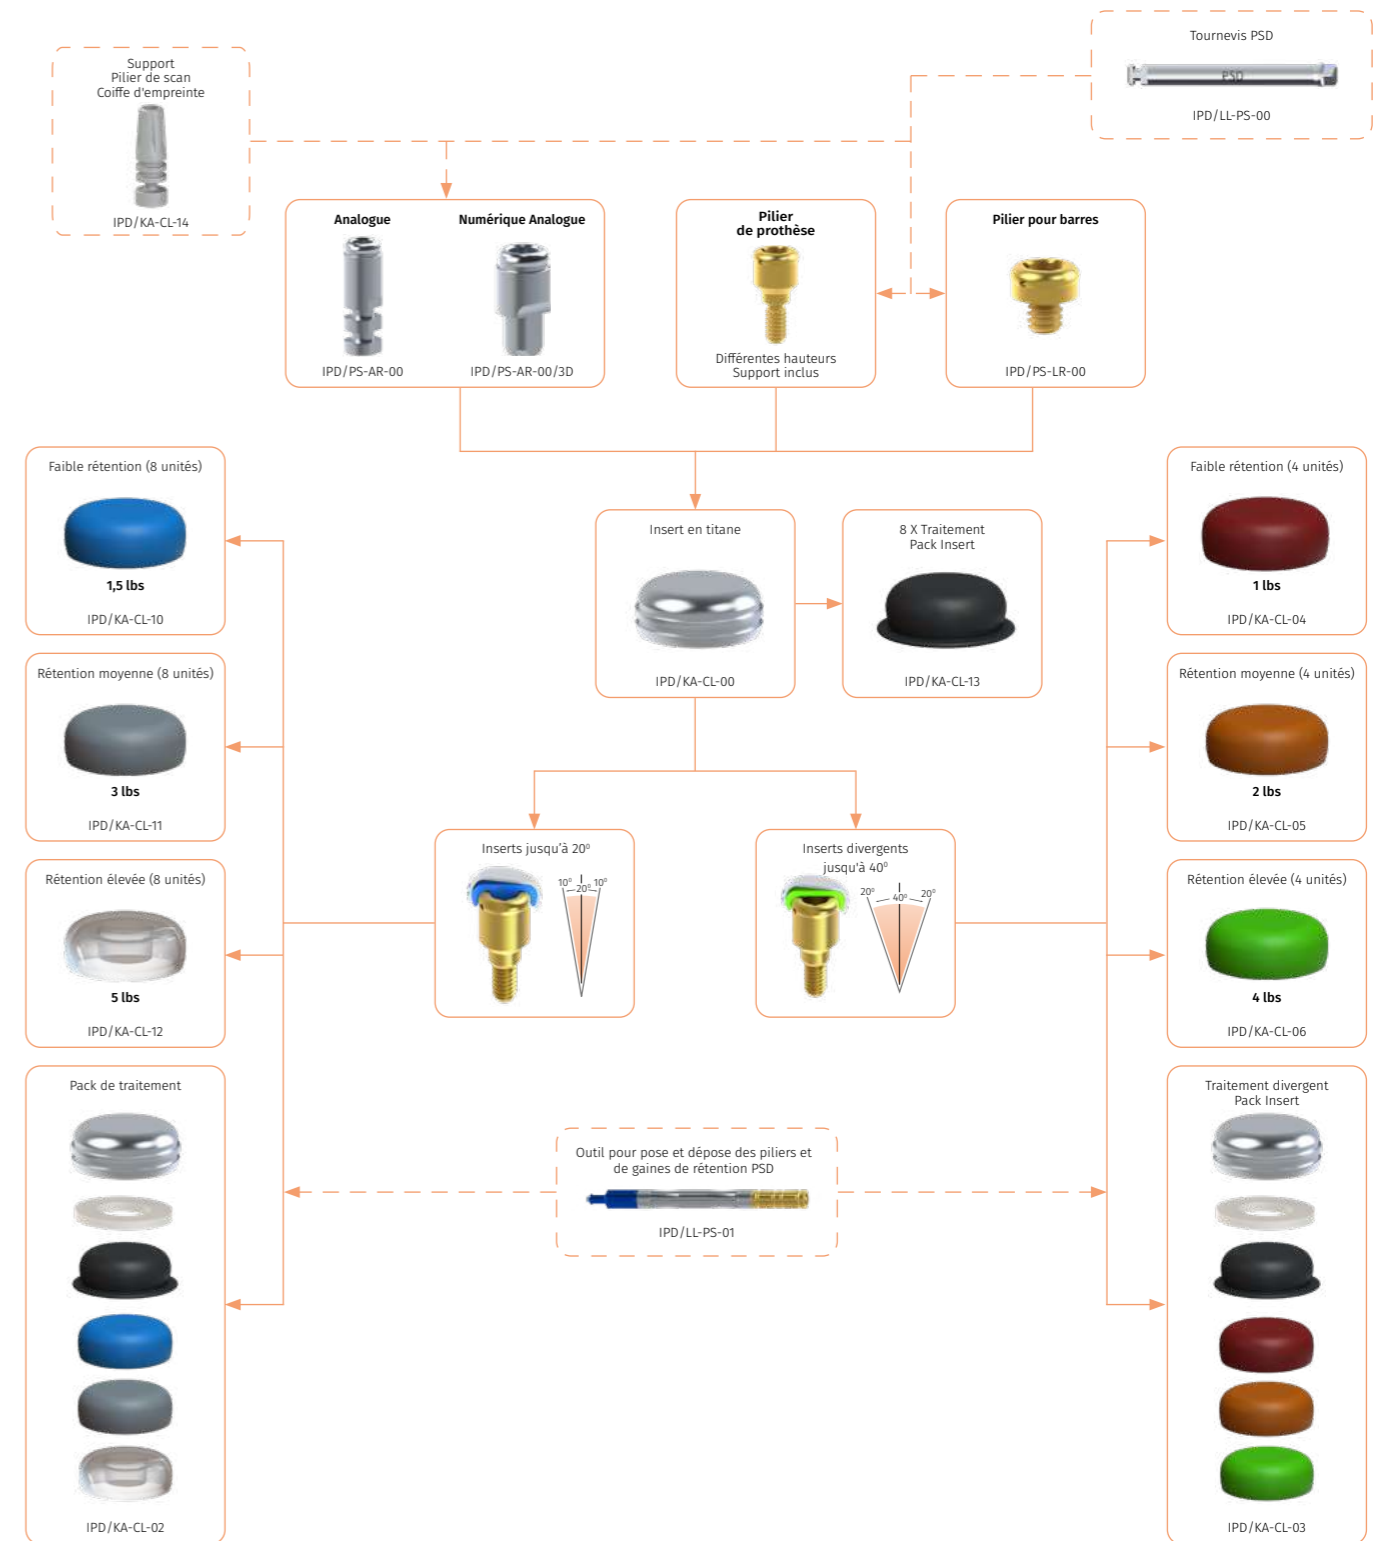 Support
Pilier de scan
Coiffe d'empreinte
IPD/KA-CL-14
Tournevis PSD
PSD
IPD/LL-PS-00
Analogue
IPD/PS-AR-00
Numérique Analogue
IPD/PS-AR-00/3D
Pilier
de prothèse
Différentes hauteurs
Support inclus
Pilier pour barres
IPD/PS-LR-00
Faible rétention (8 unités)
1,5 lbs
IPD/KA-CL-10
Insert en titane
IPD/KA-CL-00
8 X Traitement
Pack Insert
IPD/KA-CL-13
Faible rétention (4 unités)
1 lbs
IPD/KA-CL-04
Rétention moyenne (8 unités)
3 lbs
IPD/KA-CL-11
Rétention moyenne (4 unités)
2 lbs
IPD/KA-CL-05
Inserts jusqu'à 20⁰
10⁰ 20⁰ 10⁰
Inserts divergents
jusqu'à 40⁰
20⁰ 40⁰ 20⁰
Rétention élevée (8 unités)
5 lbs
IPD/KA-CL-12
Rétention élevée (4 unités)
4 lbs
IPD/KA-CL-06
Pack de traitement
IPD/KA-CL-02
Outil pour pose et dépose des piliers et
de gaines de rétention PSD
IPD/LL-PS-01
Traitement divergent
Pack Insert
IPD/KA-CL-03